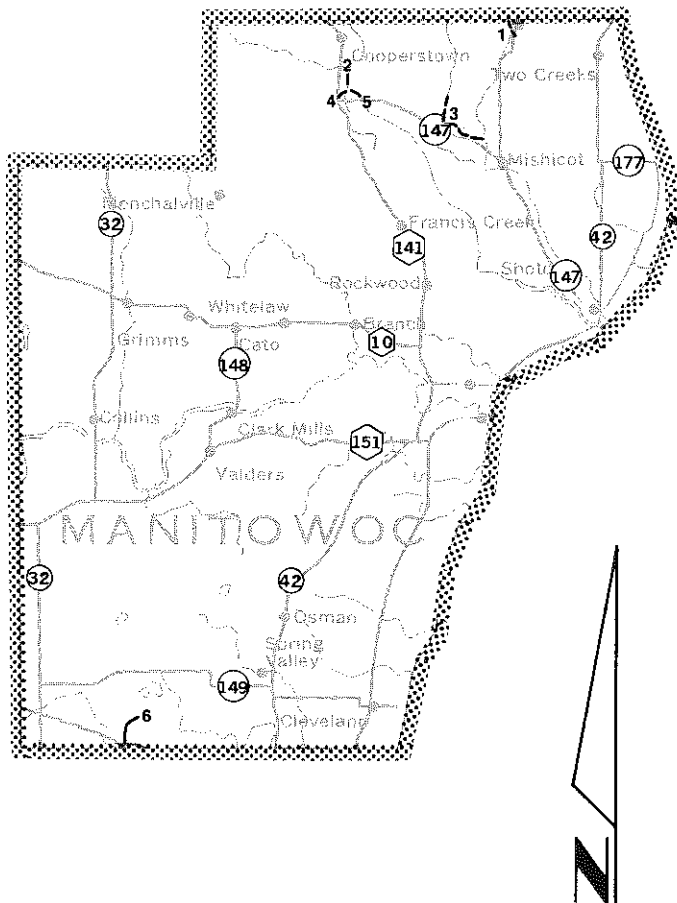 1
Cooperstown
2
Two Creeks
4
5
3
147
Mishicot
177
Menchalville
32
Francis Creek
141
42
Shoto
147
Rockwood
Whitelaw
Branch
Grimms
Cato
10
148
Collins
Clark Mills
151
Valders
MANITOWOC
32
42
Osman
Spring
Valley
149
6
Cleveland
N